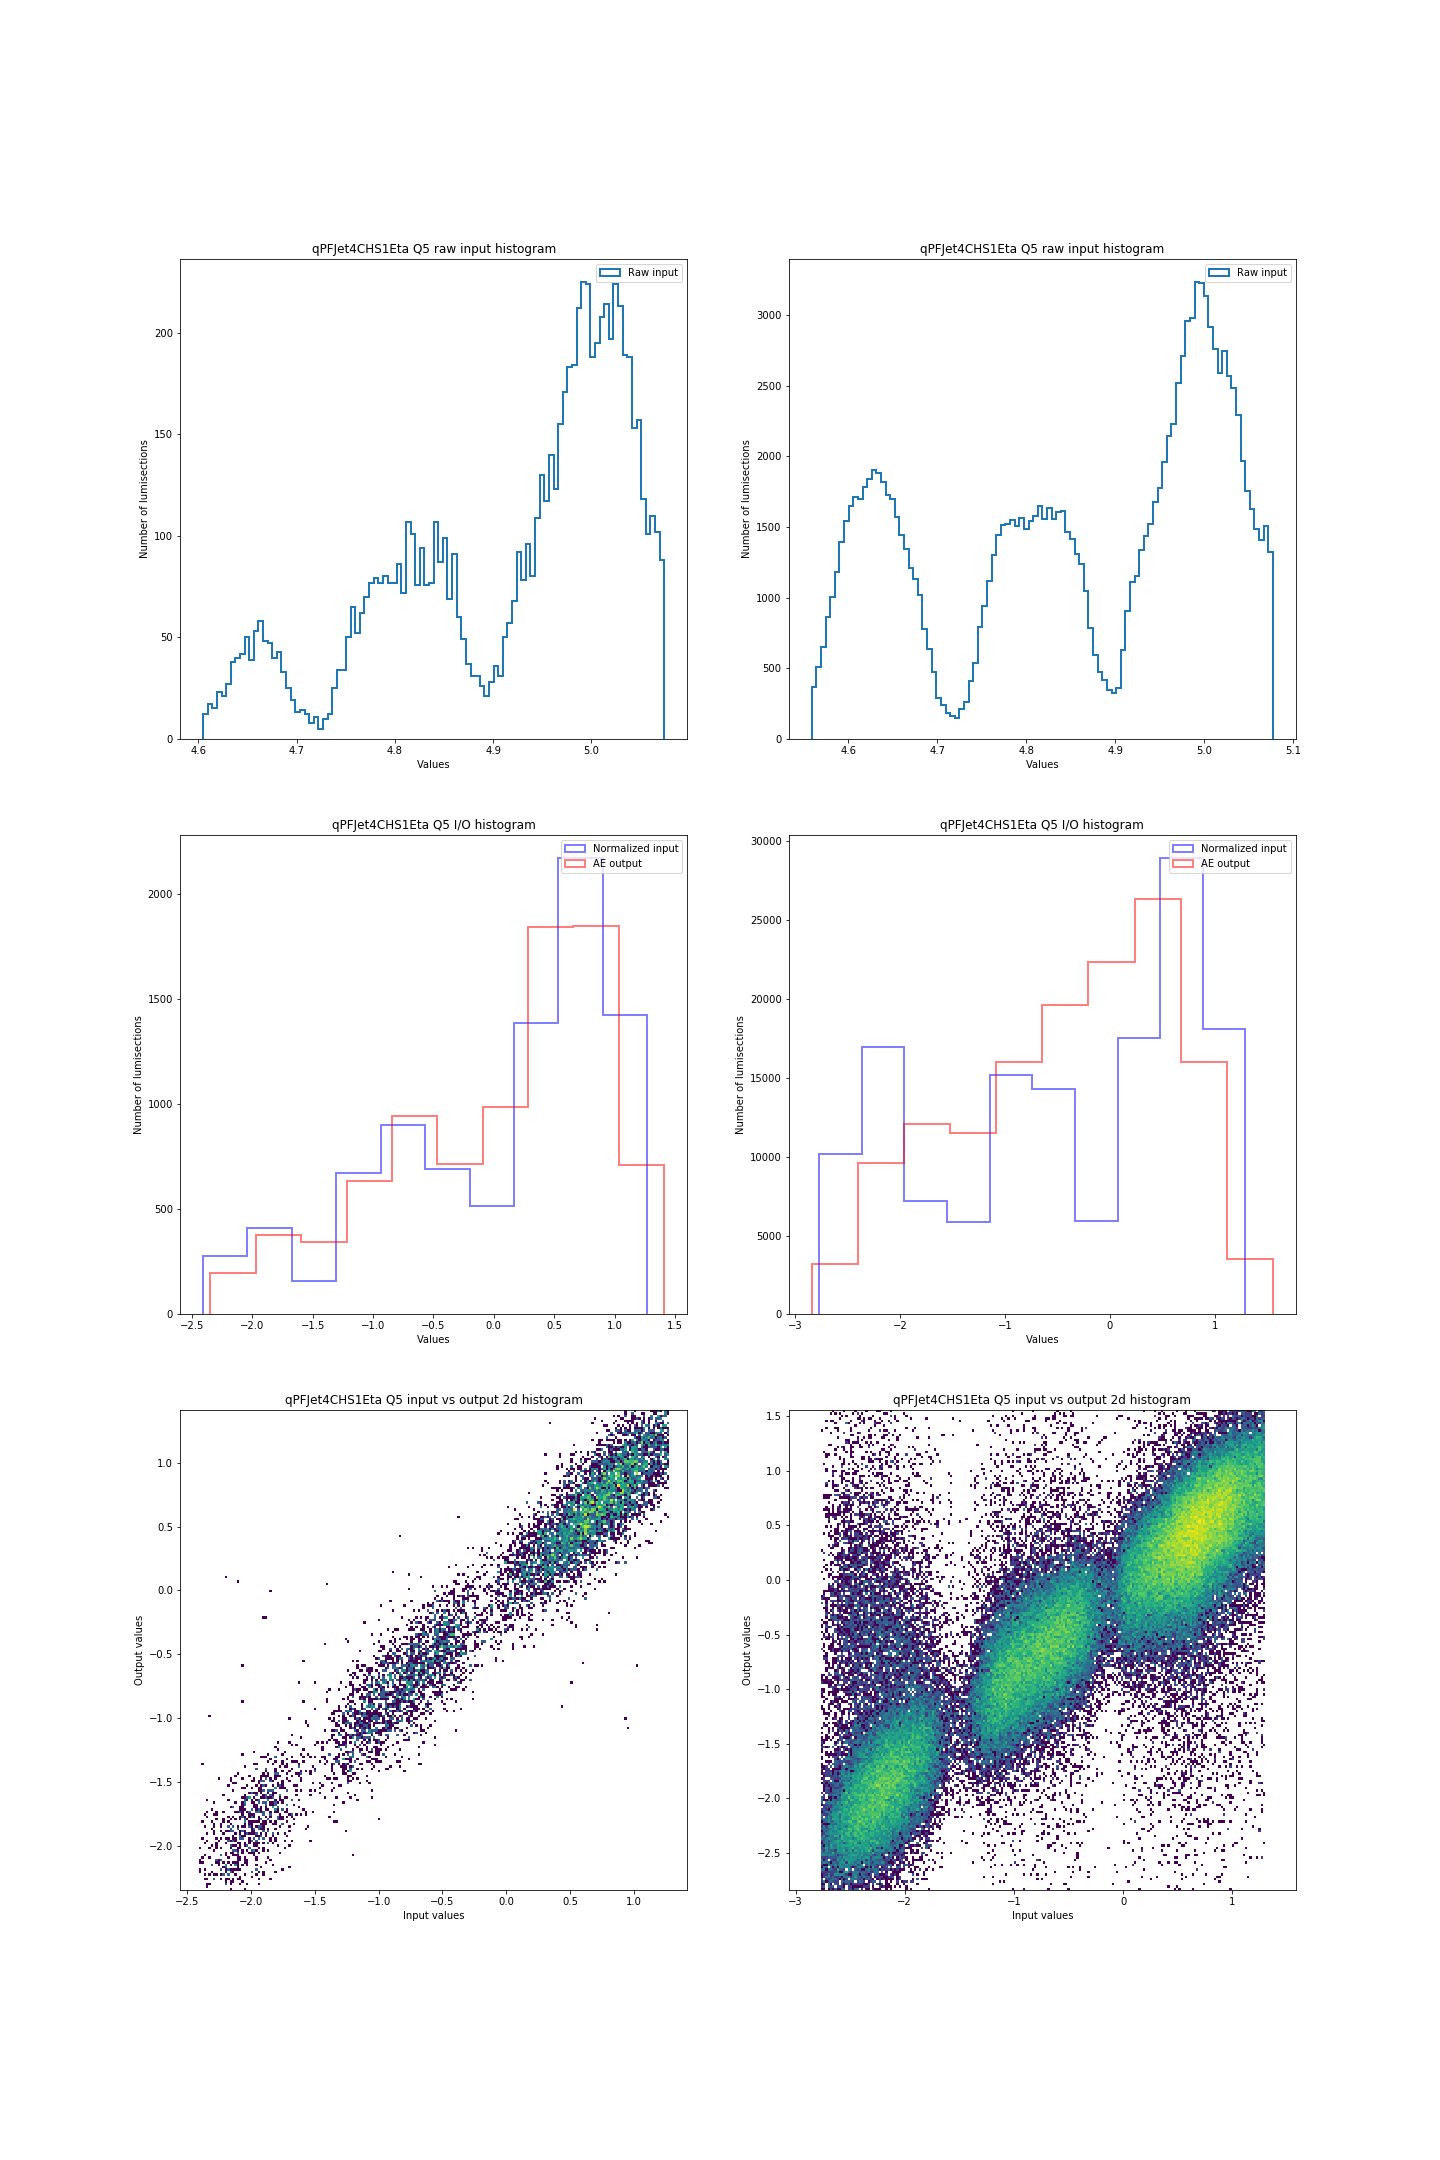 qPFJet4CHS1Eta Q5 raw input histogram
Raw input
Number of lumisections
200
150
100
50
0
4.6 4.7 4.8 4.9 5.0
Values
qPFJet4CHS1Eta Q5 raw input histogram
Raw input
Number of lumisections
3000
2500
2000
1500
1000
500
0
4.6 4.7 4.8 4.9 5.0 5.1
Values
qPFJet4CHS1Eta Q5 I/O histogram
Normalized input
AE output
Number of lumisections
2000
1500
1000
500
0
−2.5 −2.0 −1.5 −1.0 −0.5 0.0 0.5 1.0 1.5
Values
qPFJet4CHS1Eta Q5 I/O histogram
Normalized input
AE output
Number of lumisections
30000
25000
20000
15000
10000
5000
0
−3 −2 −1 0 1
Values
qPFJet4CHS1Eta Q5 input vs output 2d histogram
Output values
1.0
0.5
0.0
−0.5
−1.0
−1.5
−2.0
−2.5 −2.0 −1.5 −1.0 −0.5 0.0 0.5 1.0
Input values
qPFJet4CHS1Eta Q5 input vs output 2d histogram
Output values
1.5
1.0
0.5
0.0
−0.5
−1.0
−1.5
−2.0
−2.5
−3 −2 −1 0 1
Input values